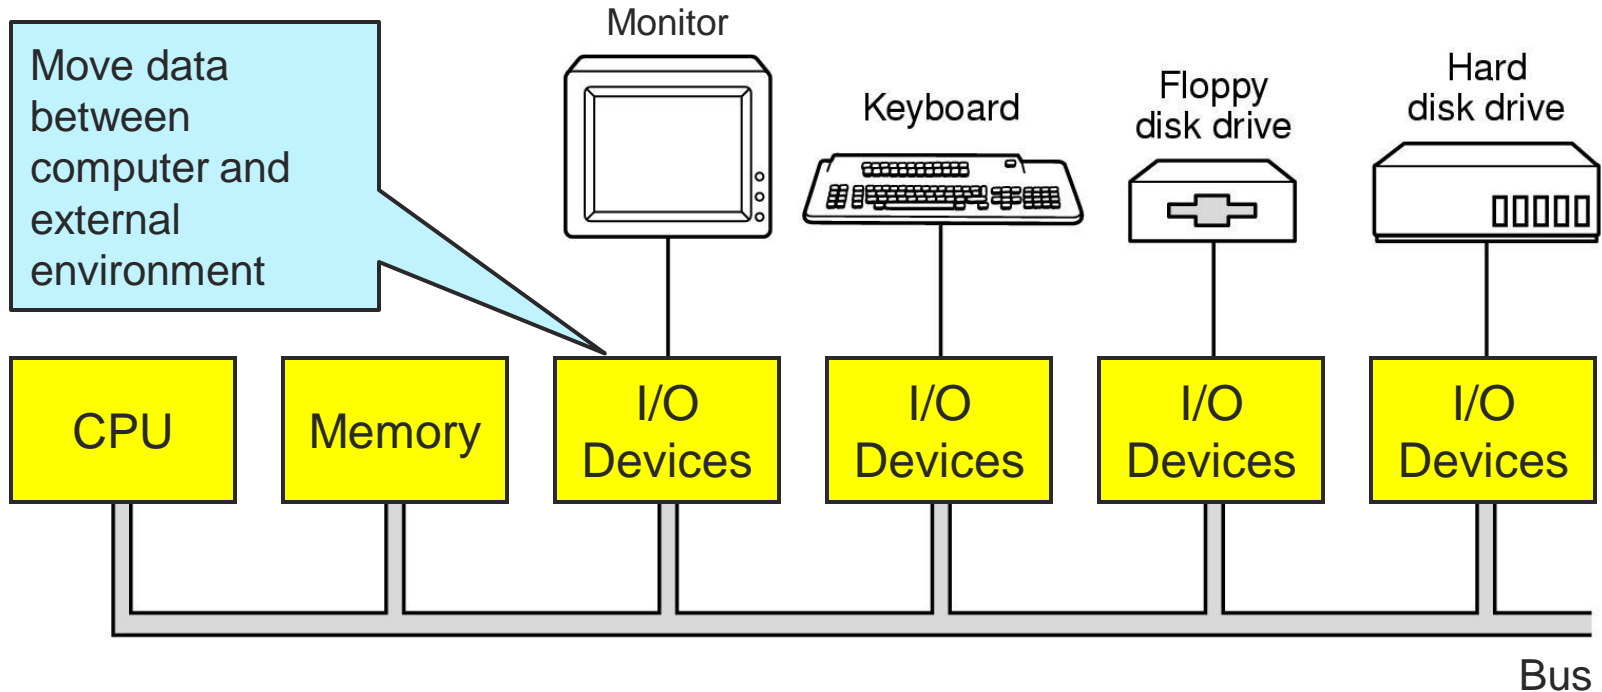 Move data
between
computer and
external
environment
Monitor
Keyboard
Floppy
disk drive
Hard
disk drive
CPU
Memory
I/O
Devices
I/O
Devices
I/O
Devices
I/O
Devices
Bus